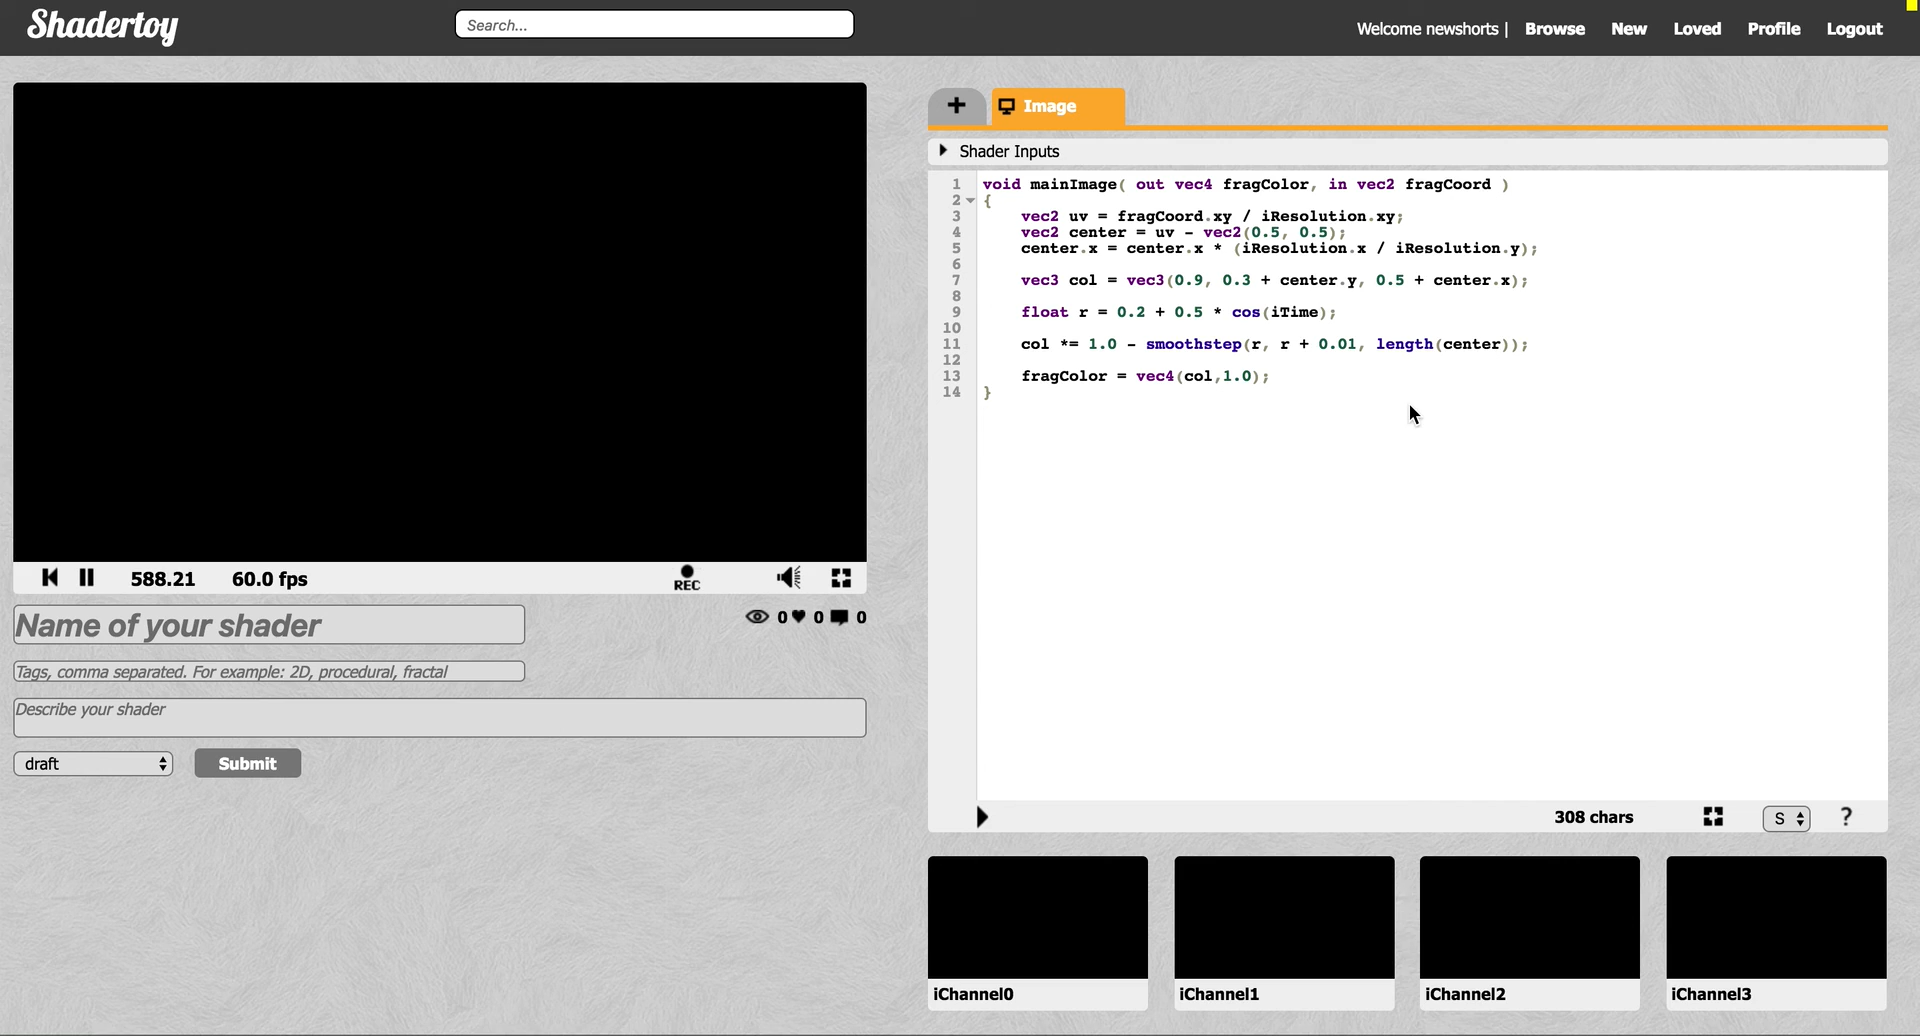 Shadertoy
Search...
Welcome newshorts | Browse New Loved Profile Logout
+ Image
Shader Inputs
1 void mainImage( out vec4 fragColor, in vec2 fragCoord )
2 {
3 vec2 uv = fragCoord.xy / iResolution.xy;
4 vec2 center = uv - vec2(0.5, 0.5);
5 center.x = center.x * (iResolution.x / iResolution.y);
6
7 vec3 col = vec3(0.9, 0.3 + center.y, 0.5 + center.x);
8
9 float r = 0.2 + 0.5 * cos(iTime);
10
11 col *= 1.0 - smoothstep(r, r + 0.01, length(center));
12
13 fragColor = vec4(col,1.0);
14 }
588.21 60.0 fps REC
Name of your shader
0 0 0
Tags, comma separated. For example: 2D, procedural, fractal
Describe your shader
draft Submit
308 chars S ?
iChannel0 iChannel1 iChannel2 iChannel3